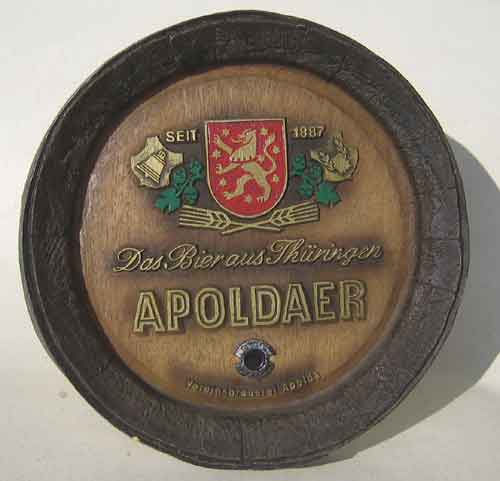 SEIT 1887
Das Bier aus Thüringen
APOLDAER
Vereinsbrauerei Apolda